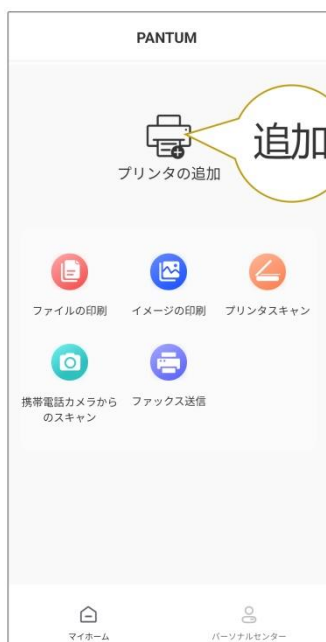 PANTUM
追加
プリンタの追加
ファイルの印刷
イメージの印刷
プリンタスキャン
携帯電話カメラから
のスキャン
ファックス送信
マイホーム
パーソナルセンター